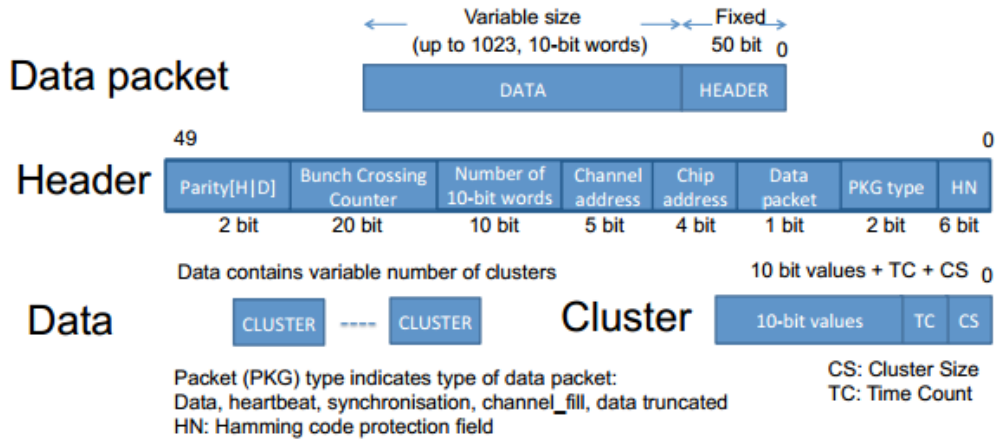 Variable size Fixed
(up to 1023, 10-bit words) 50 bit 0
Data packet
DATA HEADER
49 0
Header
Parity[H|D] Bunch Crossing Counter Number of 10-bit words Channel address Chip address Data packet PKG type HN
2 bit 20 bit 10 bit 5 bit 4 bit 1 bit 2 bit 6 bit
Data contains variable number of clusters
10 bit values + TC + CS 0
Data
CLUSTER ---- CLUSTER
Cluster
10-bit values TC CS
Packet (PKG) type indicates type of data packet:
Data, heartbeat, synchronisation, channel_fill, data truncated
HN: Hamming code protection field
CS: Cluster Size
TC: Time Count